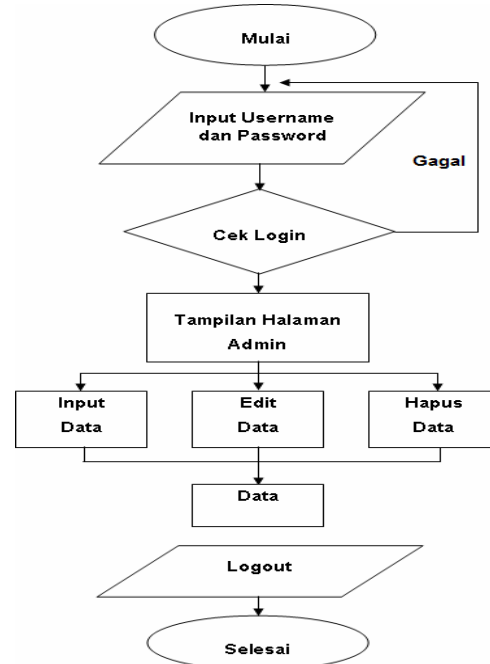 Mulai
Input Username
dan Password
Gagal
Cek Login
Tampilan Halaman
Admin
Input
Data
Edit
Data
Hapus
Data
Data
Logout
Selesai